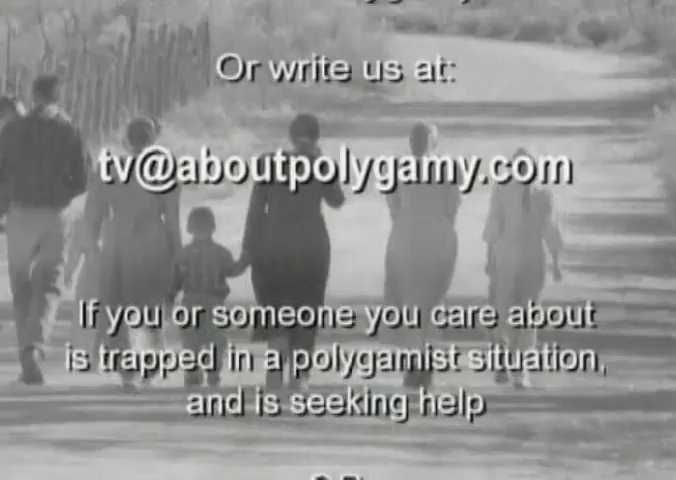 Or write us at:
tv@aboutpolygamy.com
If you or someone you care about
is trapped in a polygamist situation,
and is seeking help